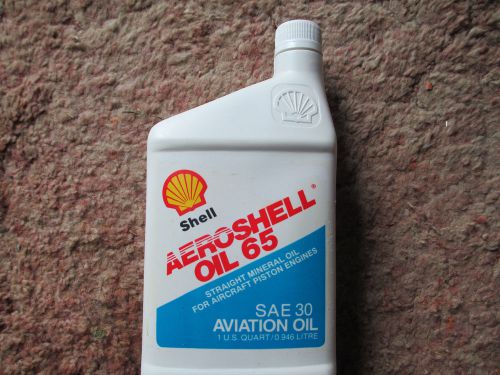 Shell
AEROSHELL®
OIL 65
STRAIGHT MINERAL OIL
FOR AIRCRAFT PISTON ENGINES
SAE 30
AVIATION OIL
1 U.S. QUART/0.946 LITRE